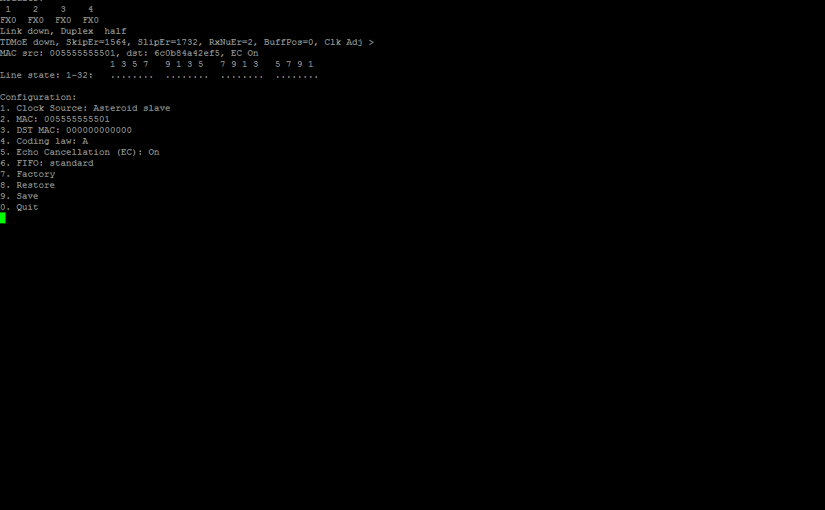 1 2 3 4
FX0 FX0 FX0 FX0
Link down, Duplex half
TDMoE down, SkipEr=1564, SlipEr=1732, RxNuEr=2, BuffPos=0, Clk Adj >
MAC src: 005555555501, dst: 6c0b84a42ef5, EC On
1 3 5 7 9 1 3 5 7 9 1 3 5 7 9 1
Line state: 1-32: ........ ........ ........ ........
Configuration:
1. Clock Source: Asteroid slave
2. MAC: 005555555501
3. DST MAC: 000000000000
4. Coding law: A
5. Echo Cancellation (EC): On
6. FIFO: standard
7. Factory
8. Restore
9. Save
0. Quit